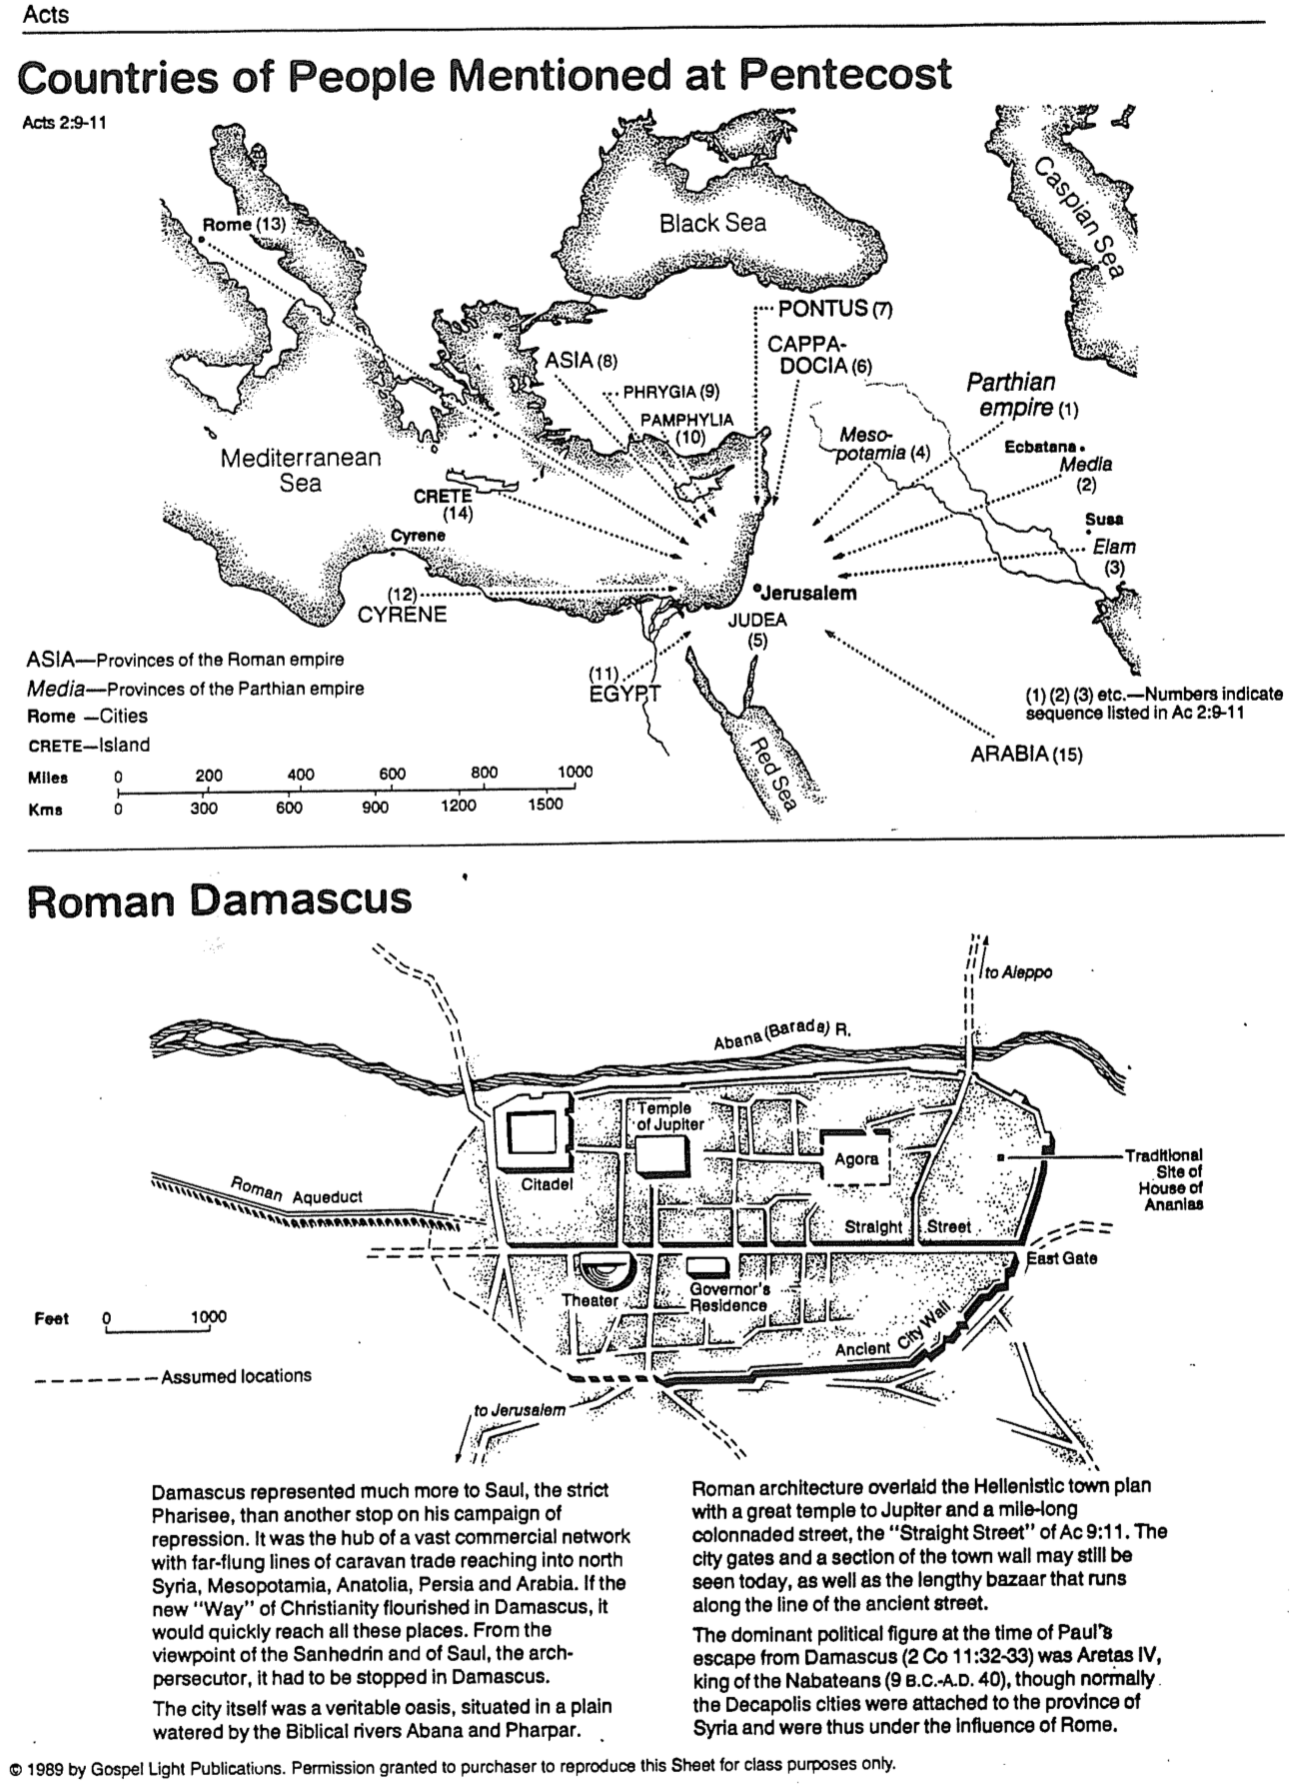 Acts
Countries of People Mentioned at Pentecost
Acts 2:9-11
Rome (13)
Black Sea
Caspian Sea
PONTUS (7)
CAPPA-
DOCIA (6)
ASIA (8)
PHRYGIA (9)
PAMPHYLIA
(10)
Parthian
empire (1)
Meso-
potamia (4)
Ecbatana
Media
(2)
Mediterranean
Sea
CRETE
(14)
Susa
Elam
(3)
Cyrene
(12)
CYRENE
Jerusalem
JUDEA
(5)
(11)
EGYPT
Red Sea
ARABIA (15)
ASIA—Provinces of the Roman empire
Media—Provinces of the Parthian empire
Rome —Cities
CRETE—Island
(1) (2) (3) etc.—Numbers indicate
sequence listed in Ac 2:9-11
Miles 0 200 400 600 800 1000
Kms 0 300 600 900 1200 1500
Roman Damascus
to Aleppo
Abana (Barada) R.
Temple
of Jupiter
Agora
Citadel
Traditional
Site of
House of
Ananias
Roman Aqueduct
Straight Street
East Gate
Theater
Governor's
Residence
Ancient City Wall
Feet 0 1000
-------Assumed locations
to Jerusalem
Damascus represented much more to Saul, the strict
Pharisee, than another stop on his campaign of
repression. It was the hub of a vast commercial network
with far-flung lines of caravan trade reaching into north
Syria, Mesopotamia, Anatolia, Persia and Arabia. If the
new "Way" of Christianity flourished in Damascus, it
would quickly reach all these places. From the
viewpoint of the Sanhedrin and of Saul, the arch-
persecutor, it had to be stopped in Damascus.
The city itself was a veritable oasis, situated in a plain
watered by the Biblical rivers Abana and Pharpar.
Roman architecture overlaid the Hellenistic town plan
with a great temple to Jupiter and a mile-long
colonnaded street, the "Straight Street" of Ac 9:11. The
city gates and a section of the town wall may still be
seen today, as well as the lengthy bazaar that runs
along the line of the ancient street.
The dominant political figure at the time of Paul's
escape from Damascus (2 Co 11:32-33) was Aretas IV,
king of the Nabateans (9 B.C.-A.D. 40), though normally
the Decapolis cities were attached to the province of
Syria and were thus under the influence of Rome.
© 1989 by Gospel Light Publications. Permission granted to purchaser to reproduce this Sheet for class purposes only.